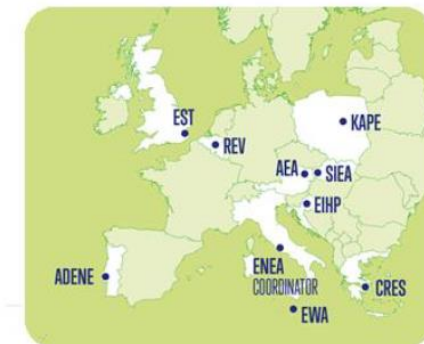 EST
REV
KAPE
AEA
SIEA
EIHP
ADENE
ENEA
COORDINATOR
CRES
EWA